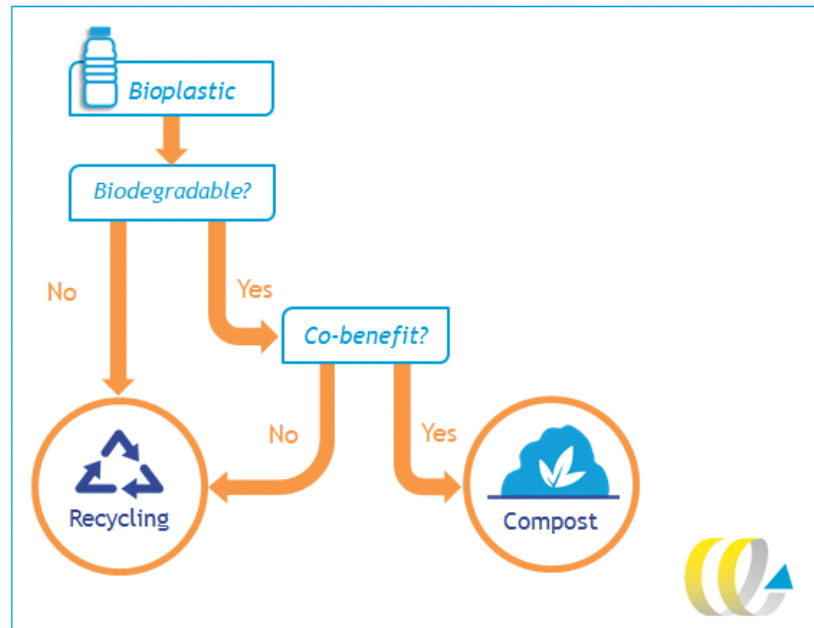 Bioplastic
Biodegradable?
No
Yes
Co-benefit?
No
Yes
Recycling
Compost